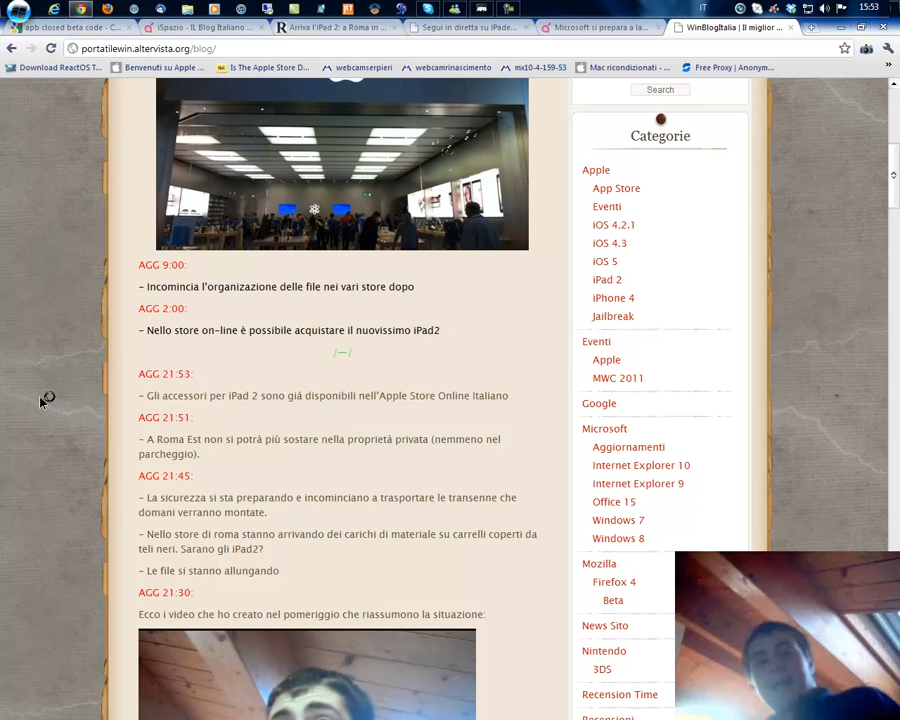 IT
15:53
app closed beta code - C...
iSpazio - IL Blog Italiano ...
Arriva l'iPad 2: a Roma in ...
Segui in diretta su iPade...
Microsoft si prepara a la...
WinBlogItalia | Il miglior ...
portatilewin.altervista.org/blog/
Download ReactOS T...
Benvenuti su Apple ...
Is The Apple Store D...
webcamserpieri
webcamrinascimento
mx10-4-159-53
Mac ricondizionati - ...
Free Proxy | Anonym...
Search
Categorie
AGG 9:00:
- Incomincia l'organizazione delle file nei vari store dopo
AGG 2:00:
- Nello store on-line è possibile acquistare il nuovissimo iPad2
/—/
AGG 21:53:
- Gli accessori per iPad 2 sono già disponibili nell'Apple Store Online Italiano
AGG 21:51:
- A Roma Est non si potrà più sostare nella proprietà privata (nemmeno nel
parcheggio).
AGG 21:45:
- La sicurezza si sta preparando e incominciano a trasportare le transenne che
domani verranno montate.
- Nello store di roma stanno arrivando dei carichi di materiale su carrelli coperti da
teli neri. Sarano gli iPad2?
- Le file si stanno allungando
AGG 21:30:
Ecco i video che ho creato nel pomeriggio che riassumono la situazione:
Apple
App Store
Eventi
iOS 4.2.1
iOS 4.3
iOS 5
iPad 2
iPhone 4
Jailbreak
Eventi
Apple
MWC 2011
Google
Microsoft
Aggiornamenti
Internet Explorer 10
Internet Explorer 9
Office 15
Windows 7
Windows 8
Mozilla
Firefox 4
Beta
News Sito
Nintendo
3DS
Recension Time
Recensioni